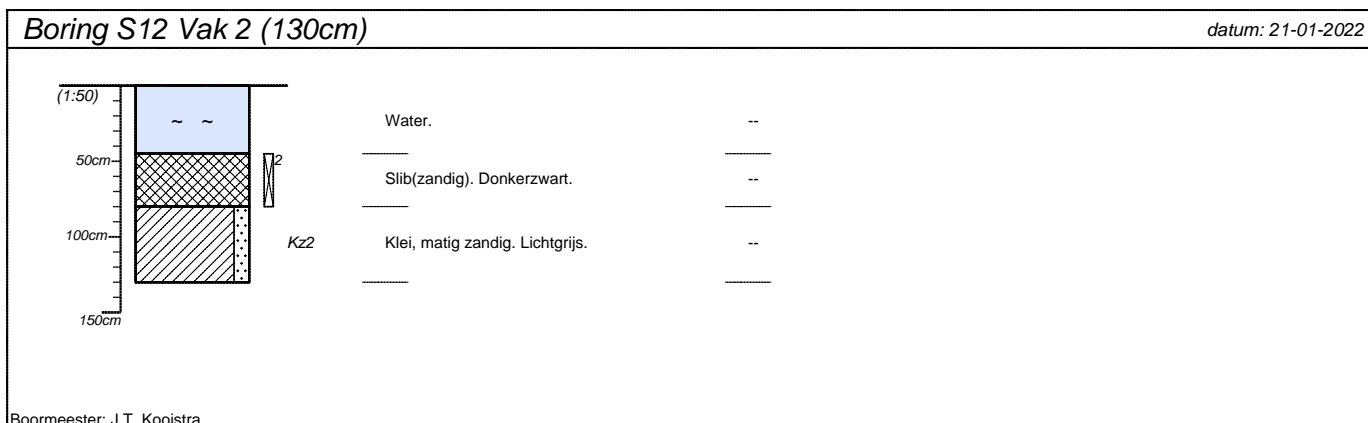 Boring S12 Vak 2 (130cm) datum: 21-01-2022
(1:50)
~ ~ Water. --
50cm 2
Slib(zandig). Donkerzwart. --
100cm Kz2 Klei, matig zandig. Lichtgrijs. --
150cm
Boormeester: J.T. Kooistra